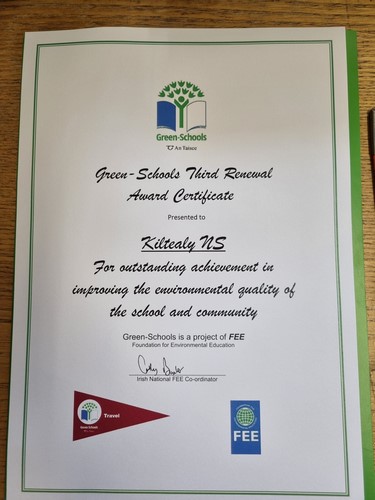 Green-Schools
An Taisce
Green-Schools Third Renewal
Award Certificate
Presented to
Kiltealy NS
For outstanding achievement in
improving the environmental quality of
the school and community
Green-Schools is a project of FEE
Foundation for Environmental Education
Irish National FEE Co-ordinator
Green-Schools
Travel
FEE